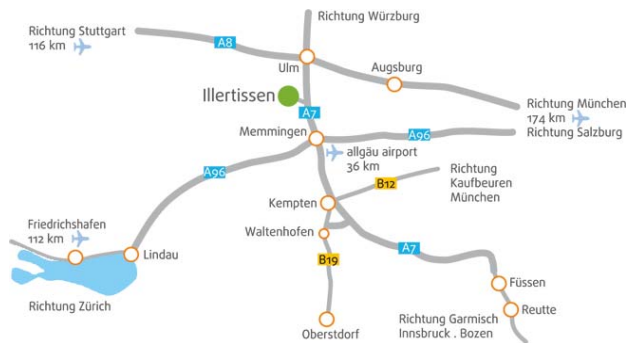 Richtung Würzburg
Richtung Stuttgart
116 km
A8
Ulm
Augsburg
Illertissen
A7
Richtung München
174 km
Memmingen
A96
Richtung Salzburg
allgäu airport
36 km
A96
B12
Richtung
Kaufbeuren
München
Kempten
Friedrichshafen
112 km
Waltenhofen
Lindau
A7
B19
Füssen
Richtung Zürich
Reutte
Richtung Garmisch
Innsbruck . Bozen
Oberstdorf